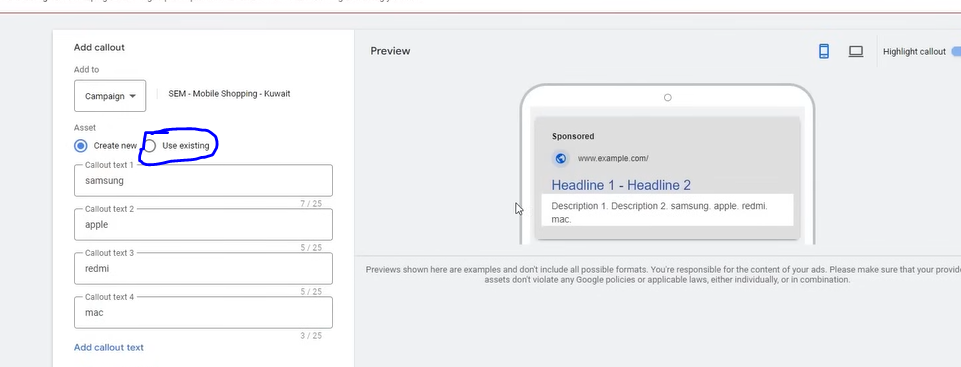 Add callout
Add to
Campaign
SEM - Mobile Shopping - Kuwait
Asset
Create new
Use existing
Callout text 1
samsung
7 / 25
Callout text 2
apple
5 / 25
Callout text 3
redmi
5 / 25
Callout text 4
mac
3 / 25
Add callout text
Preview
Highlight callout
Sponsored
www.example.com/
Headline 1 - Headline 2
Description 1. Description 2. samsung. apple. redmi.
mac.
Previews shown here are examples and don't include all possible formats. You're responsible for the content of your ads. Please make sure that your provid
assets don't violate any Google policies or applicable laws, either individually, or in combination.